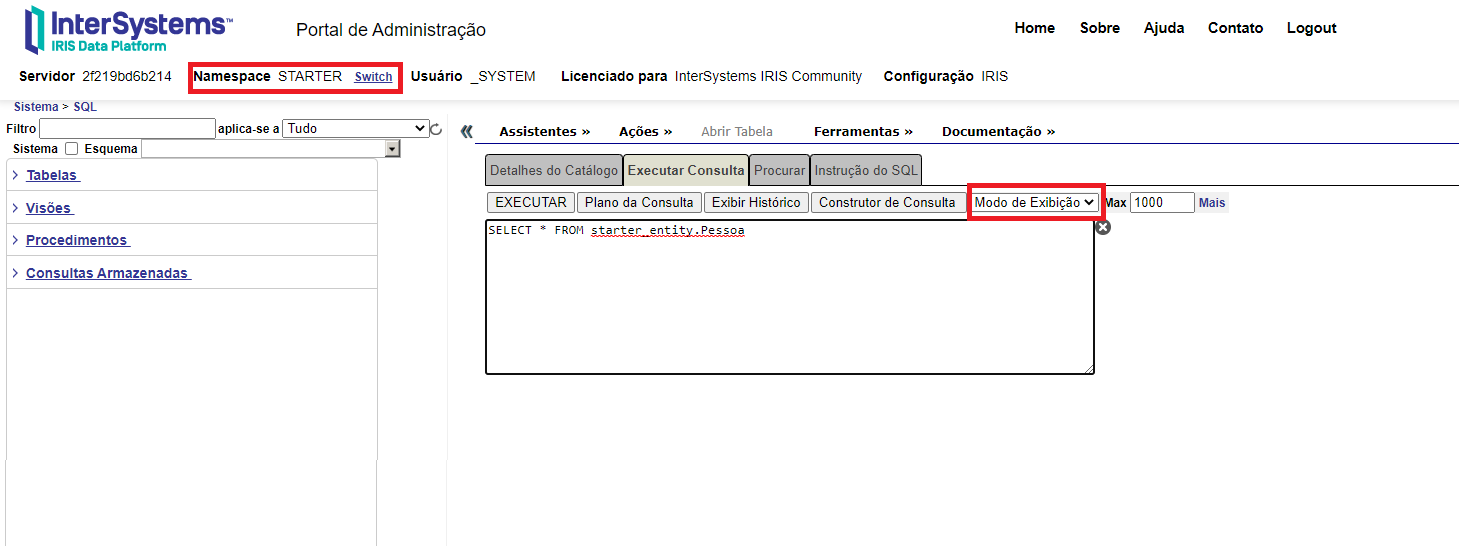 InterSystems™
IRIS Data Platform
Portal de Administração
Home Sobre Ajuda Contato Logout
Servidor 2f219bd6b214 Namespace STARTER Switch Usuário _SYSTEM Licenciado para InterSystems IRIS Community Configuração IRIS
Sistema > SQL
Filtro aplica-se a Tudo
Sistema Esquema
Tabelas
Visões
Procedimentos
Consultas Armazenadas
« Assistentes » Ações » Abrir Tabela Ferramentas » Documentação »
Detalhes do Catálogo Executar Consulta Procurar Instrução do SQL
EXECUTAR Plano da Consulta Exibir Histórico Construtor de Consulta Modo de Exibição Max 1000 Mais
SELECT * FROM starter_entity.Pessoa